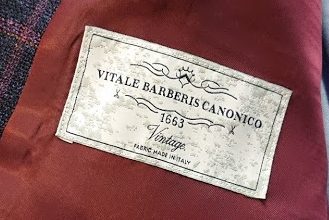 VITALE BARBERIS CANONICO
1663
Vintage
FABRIC MADE IN ITALY